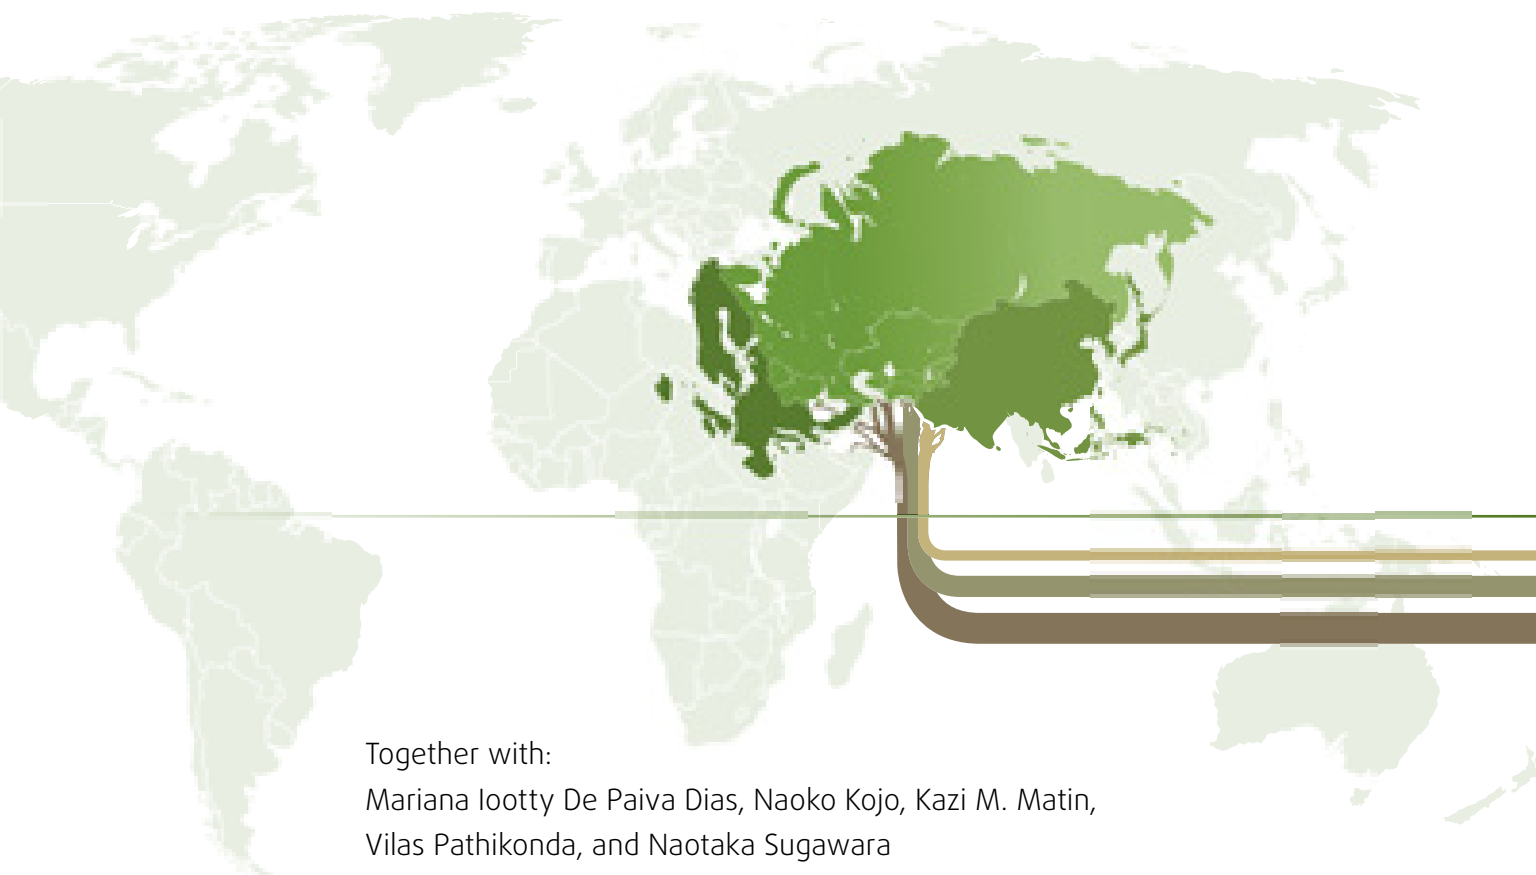 Together with:
Mariana Iootty De Paiva Dias, Naoko Kojo, Kazi M. Matin,
Vilas Pathikonda, and Naotaka Sugawara